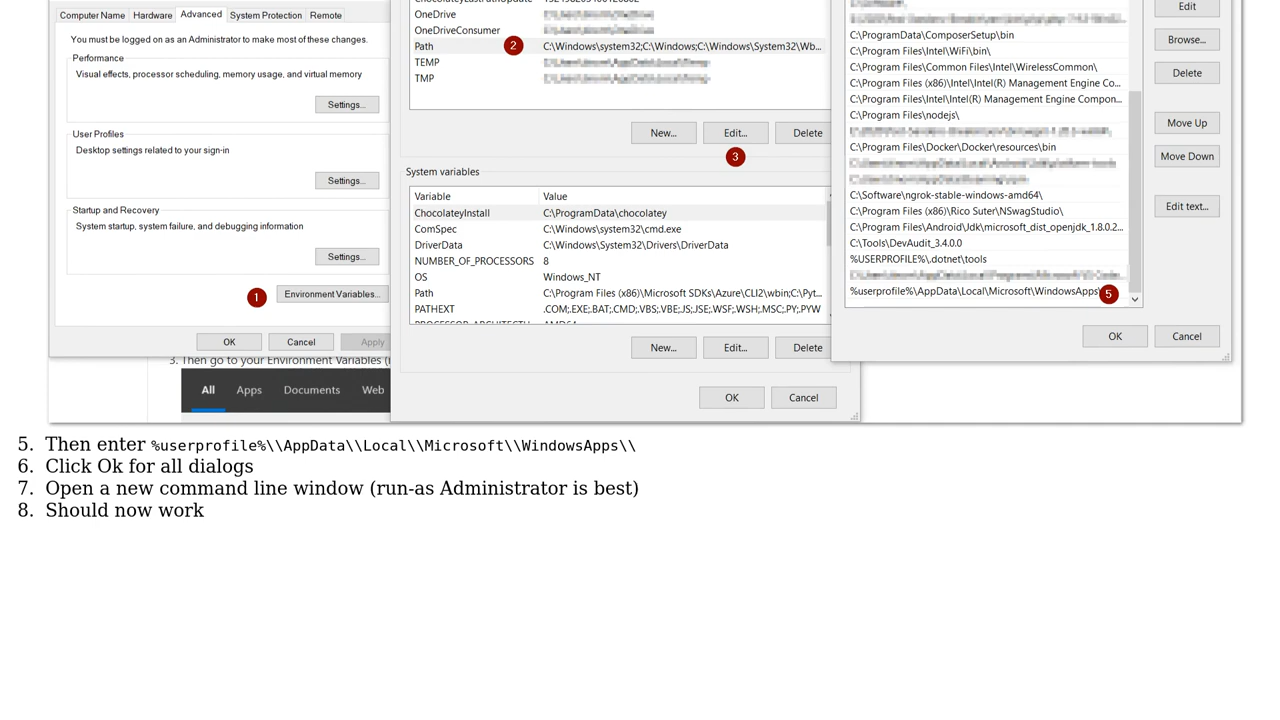 Computer Name Hardware Advanced System Protection Remote
You must be logged on as an Administrator to make most of these changes.
Performance
Visual effects, processor scheduling, memory usage, and virtual memory
Settings...
User Profiles
Desktop settings related to your sign-in
Settings...
Startup and Recovery
System startup, system failure, and debugging information
Settings...
1 Environment Variables...
OK Cancel Apply
3. Then go to your Environment Variables (
All Apps Documents Web
OneDrive
OneDriveConsumer
Path 2 C:\Windows\system32;C:\Windows;C:\Windows\System32\Wb...
TEMP
TMP
New... Edit... Delete
3
System variables
Variable Value
ChocolateyInstall C:\ProgramData\chocolatey
ComSpec C:\Windows\system32\cmd.exe
DriverData C:\Windows\System32\Drivers\DriverData
NUMBER_OF_PROCESSORS 8
OS Windows_NT
Path C:\Program Files (x86)\Microsoft SDKs\Azure\CLI2\wbin;C:\Pyt...
PATHEXT .COM;.EXE;.BAT;.CMD;.VBS;.VBE;.JS;.JSE;.WSF;.WSH;.MSC;.PY;.PYW
New... Edit... Delete
OK Cancel
C:\ProgramData\ComposerSetup\bin
C:\Program Files\Intel\WiFi\bin\
C:\Program Files\Common Files\Intel\WirelessCommon\
C:\Program Files (x86)\Intel\Intel(R) Management Engine Co...
C:\Program Files\Intel\Intel(R) Management Engine Compon...
C:\Program Files\nodejs\
C:\Program Files\Docker\Docker\resources\bin
C:\Software\ngrok-stable-windows-amd64\
C:\Program Files (x86)\Rico Suter\NSwagStudio\
C:\Program Files\Android\Jdk\microsoft_dist_openjdk_1.8.0.2...
C:\Tools\DevAudit_3.4.0.0
%USERPROFILE%\.dotnet\tools
%userprofile%\AppData\Local\Microsoft\WindowsApps\
5
Edit
Browse...
Delete
Move Up
Move Down
Edit text...
OK Cancel
5. Then enter %userprofile%\\AppData\\Local\\Microsoft\\WindowsApps\\
6. Click Ok for all dialogs
7. Open a new command line window (run-as Administrator is best)
8. Should now work